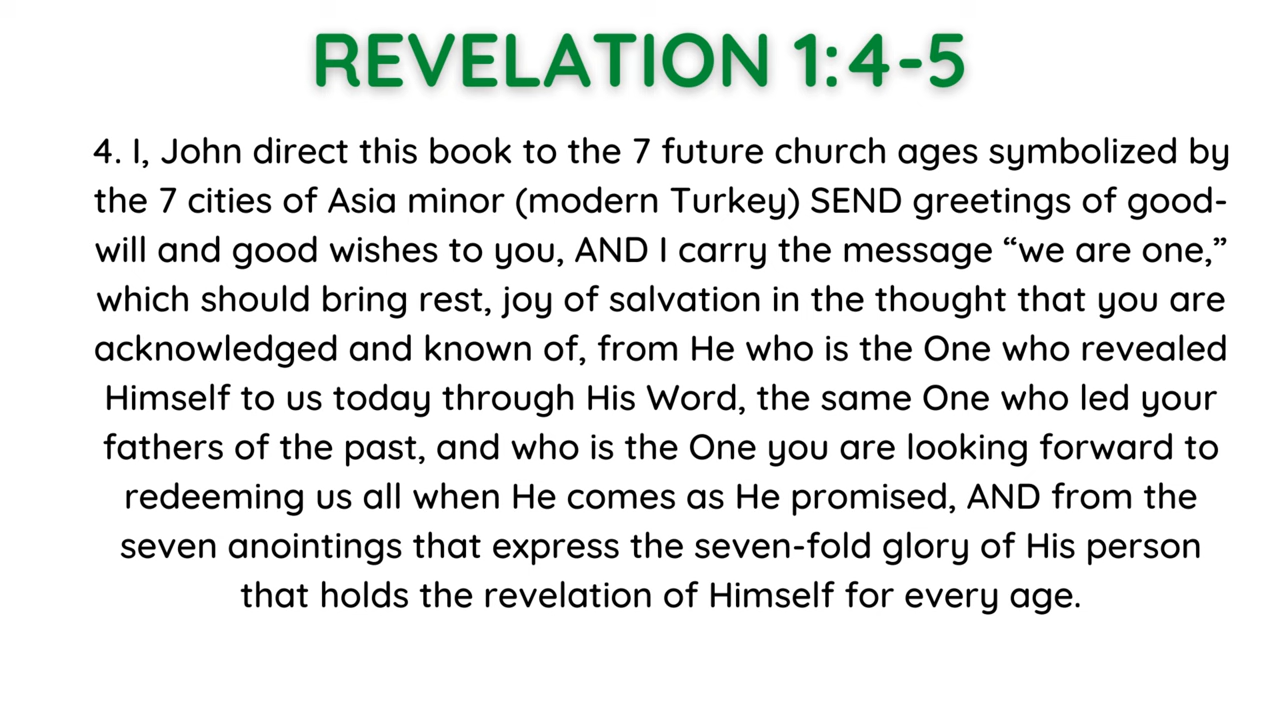 REVELATION 1:4-5
4. I, John direct this book to the 7 future church ages symbolized by
the 7 cities of Asia minor (modern Turkey) SEND greetings of good-
will and good wishes to you, AND I carry the message “we are one,”
which should bring rest, joy of salvation in the thought that you are
acknowledged and known of, from He who is the One who revealed
Himself to us today through His Word, the same One who led your
fathers of the past, and who is the One you are looking forward to
redeeming us all when He comes as He promised, AND from the
seven anointings that express the seven-fold glory of His person
that holds the revelation of Himself for every age.